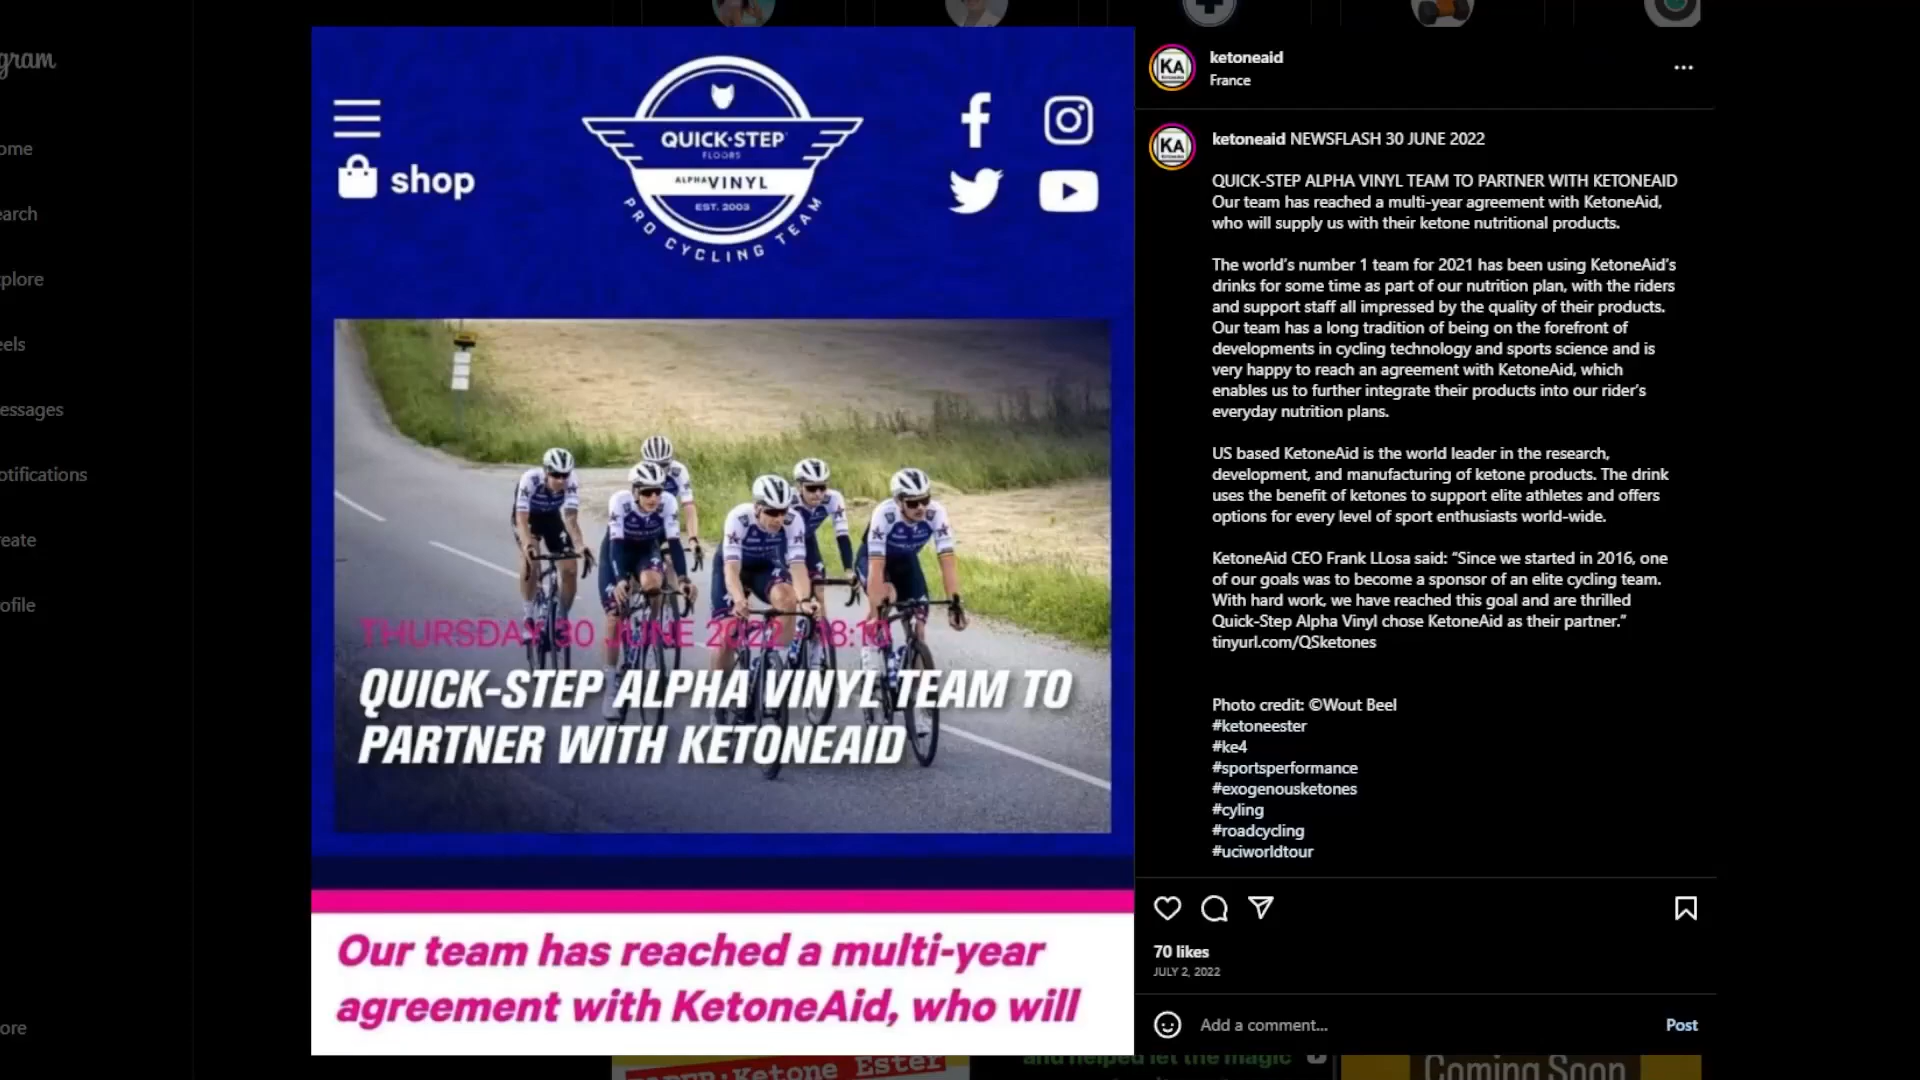 gram
ome
earch
plore
eels
essages
otifications
reate
ofile
ore
shop
QUICK·STEP
FLOORS
ALPHA VINYL
EST. 2003
PRO CYCLING TEAM
THURSDAY 30 JUNE 2022 - 18:10
QUICK-STEP ALPHA VINYL TEAM TO
PARTNER WITH KETONEAID
Our team has reached a multi-year
agreement with KetoneAid, who will
KA
ketoneaid
France
KA
ketoneaid NEWSFLASH 30 JUNE 2022
QUICK-STEP ALPHA VINYL TEAM TO PARTNER WITH KETONEAID
Our team has reached a multi-year agreement with KetoneAid,
who will supply us with their ketone nutritional products.
The world's number 1 team for 2021 has been using KetoneAid's
drinks for some time as part of our nutrition plan, with the riders
and support staff all impressed by the quality of their products.
Our team has a long tradition of being on the forefront of
developments in cycling technology and sports science and is
very happy to reach an agreement with KetoneAid, which
enables us to further integrate their products into our rider's
everyday nutrition plans.
US based KetoneAid is the world leader in the research,
development, and manufacturing of ketone products. The drink
uses the benefit of ketones to support elite athletes and offers
options for every level of sport enthusiasts world-wide.
KetoneAid CEO Frank LLosa said: "Since we started in 2016, one
of our goals was to become a sponsor of an elite cycling team.
With hard work, we have reached this goal and are thrilled
Quick-Step Alpha Vinyl chose KetoneAid as their partner."
tinyurl.com/QSketones
Photo credit: ©Wout Beel
#ketoneester
#ke4
#sportsperformance
#exogenousketones
#cyling
#roadcycling
#uciworldtour
70 likes
JULY 2, 2022
Add a comment...
Post
Ketone Ester
and helped let the magic
Coming Soon